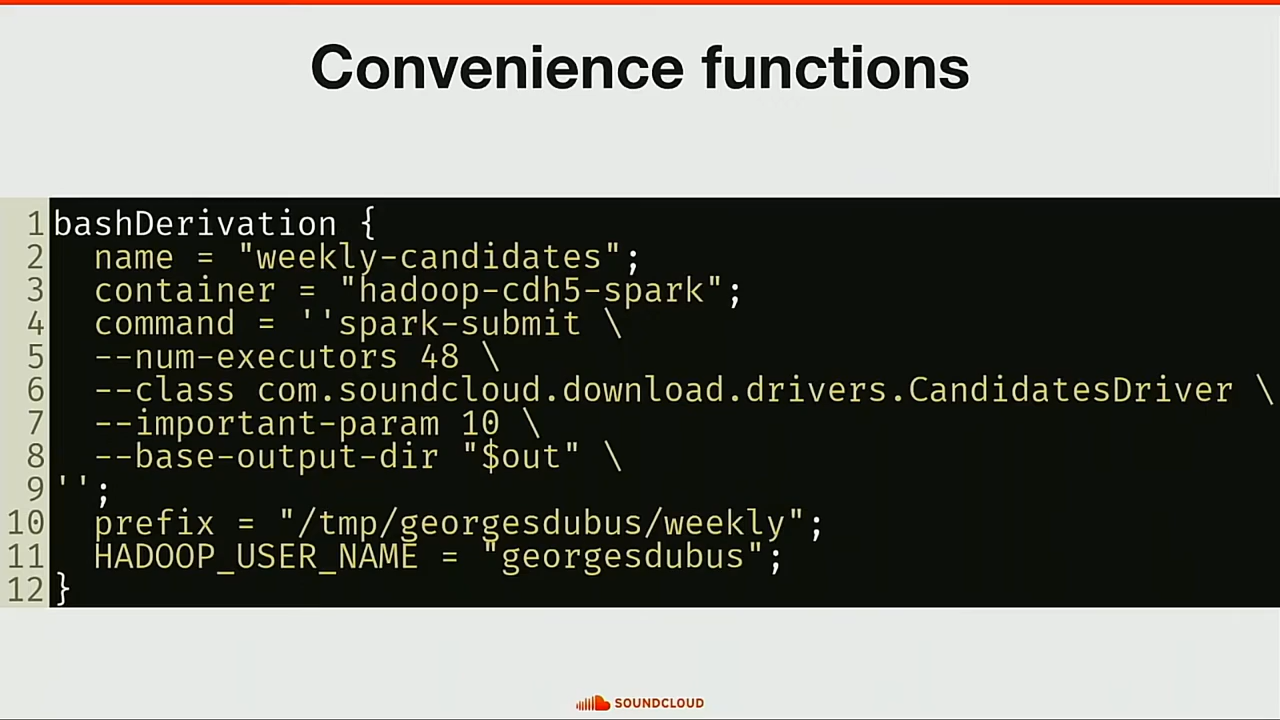 Convenience functions
1 bashDerivation {
2   name = "weekly-candidates";
3   container = "hadoop-cdh5-spark";
4   command = ''spark-submit \
5   --num-executors 48 \
6   --class com.soundcloud.download.drivers.CandidatesDriver \
7   --important-param 10 \
8   --base-output-dir "$out" \
9 '';
10   prefix = "/tmp/georgesdubus/weekly";
11   HADOOP_USER_NAME = "georgesdubus";
12 }
SOUNDCLOUD